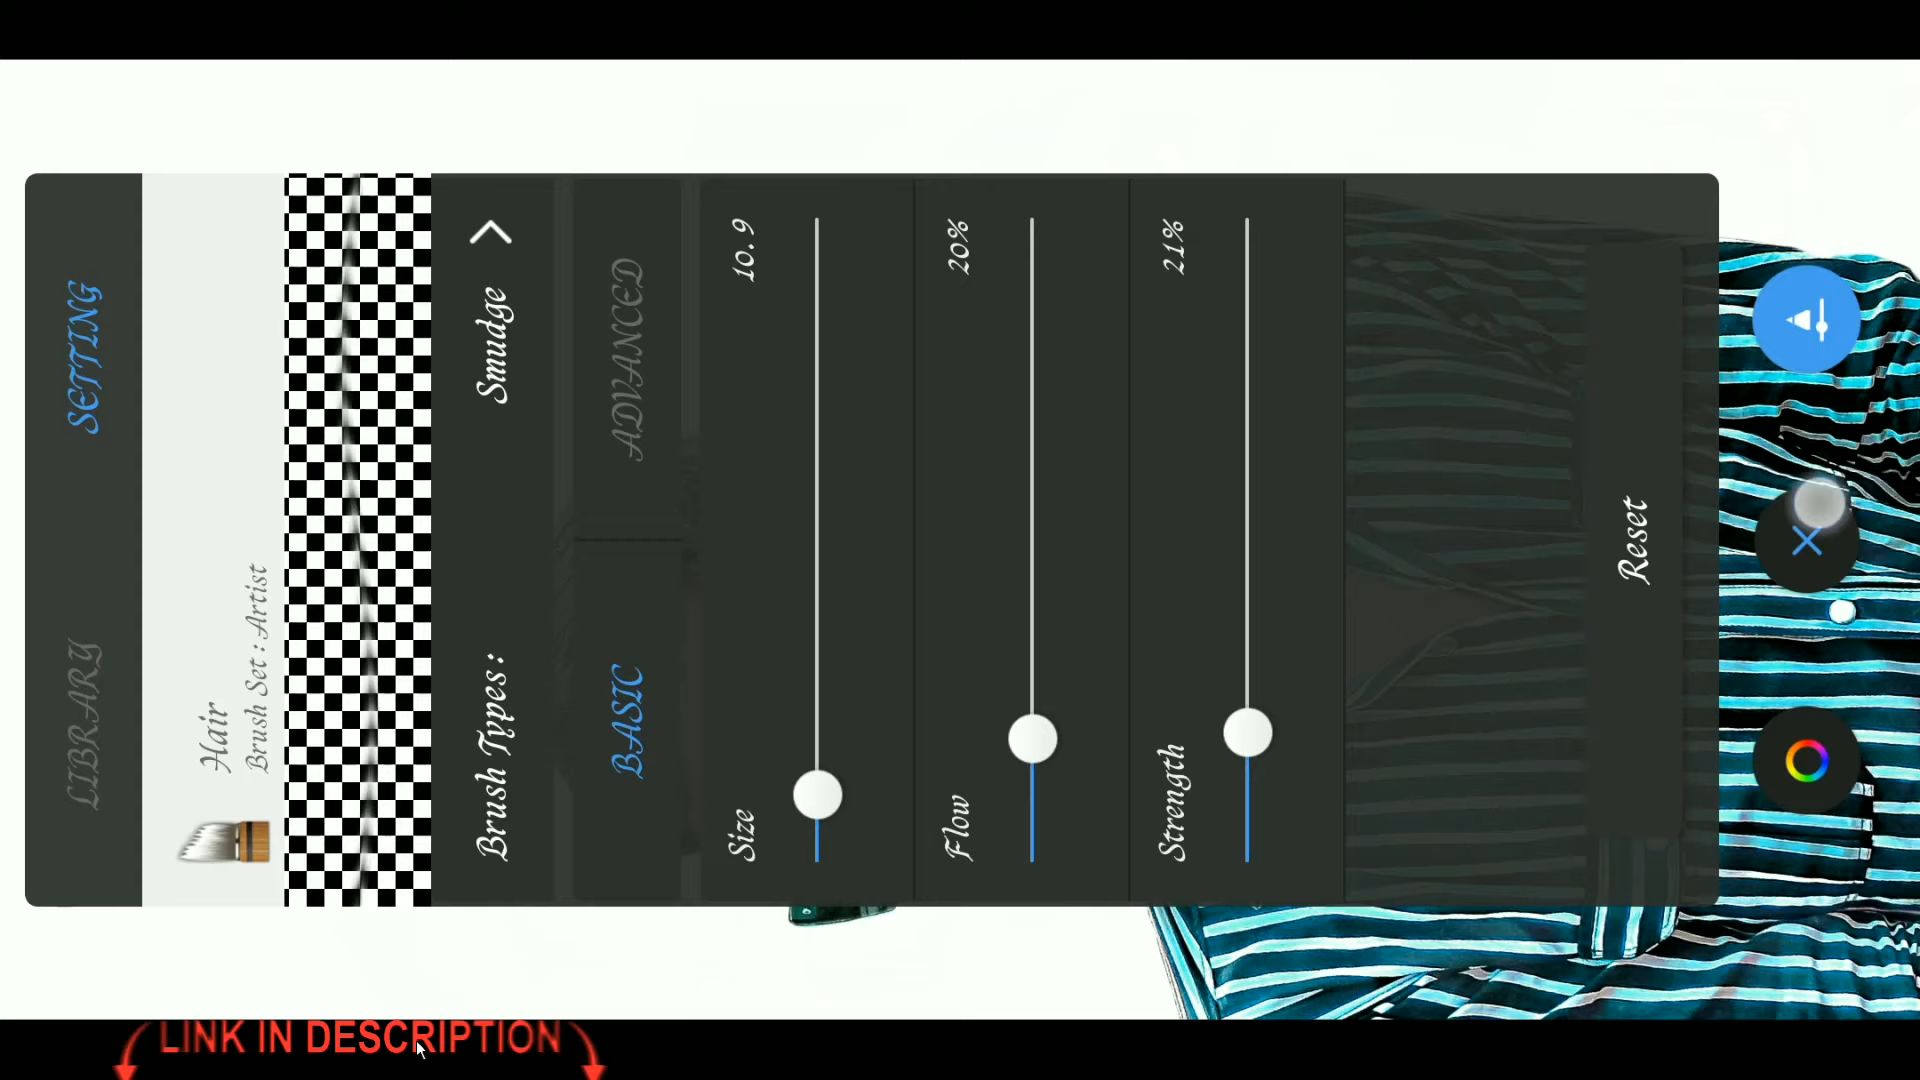 LIBRARY SETTING
Hair
Brush Set : Artist
Brush Types : Smudge
BASIC ADVANCED
Size 10.9
Flow 20%
Strength 21%
Reset
LINK IN DESCRIPTION